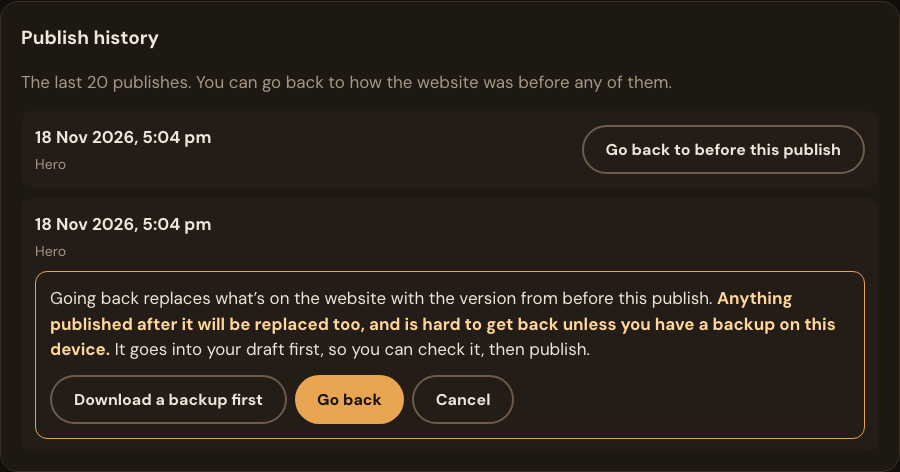 Publish history
The last 20 publishes. You can go back to how the website was before any of them.
18 Nov 2026, 5:04 pm
Hero
Go back to before this publish
18 Nov 2026, 5:04 pm
Hero
Going back replaces what’s on the website with the version from before this publish. Anything
published after it will be replaced too, and is hard to get back unless you have a backup on this
device. It goes into your draft first, so you can check it, then publish.
Download a backup first
Go back
Cancel